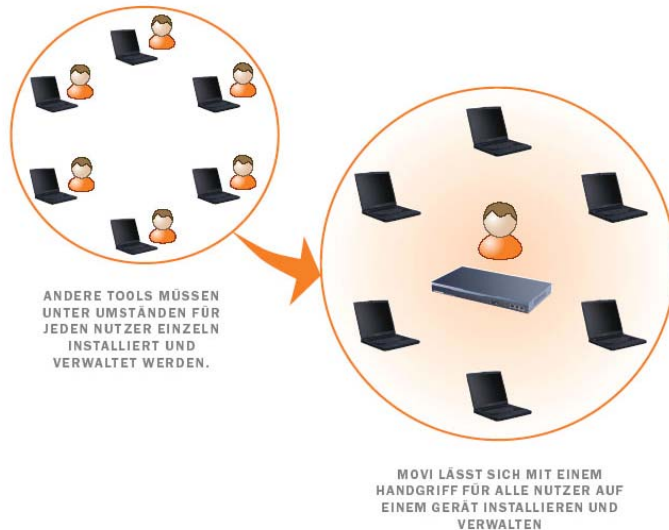 ANDERE TOOLS MÜSSEN
UNTER UMSTÄNDEN FÜR
JEDEN NUTZER EINZELN
INSTALLIERT UND
VERWALTET WERDEN.
MOVI LÄSST SICH MIT EINEM
HANDGRIFF FÜR ALLE NUTZER AUF
EINEM GERÄT INSTALLIEREN UND
VERWALTEN